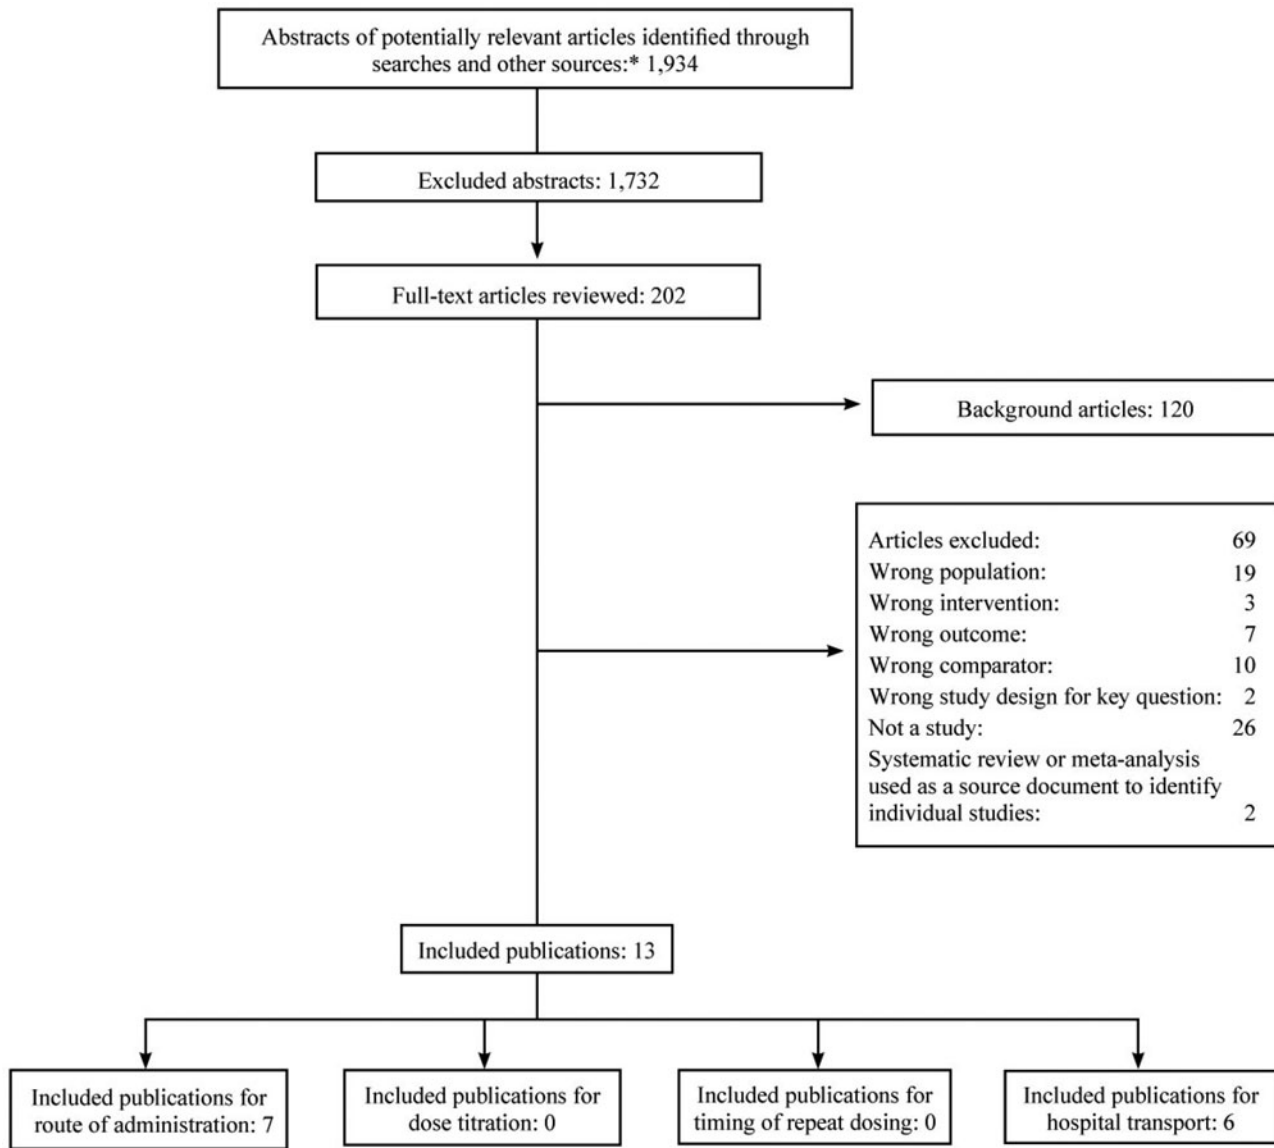 Abstracts of potentially relevant articles identified through
searches and other sources:* 1,934
Excluded abstracts: 1,732
Full-text articles reviewed: 202
Background articles: 120
Articles excluded: 69
Wrong population: 19
Wrong intervention: 3
Wrong outcome: 7
Wrong comparator: 10
Wrong study design for key question: 2
Not a study: 26
Systematic review or meta-analysis
used as a source document to identify
individual studies: 2
Included publications: 13
Included publications for
route of administration: 7
Included publications for
dose titration: 0
Included publications for
timing of repeat dosing: 0
Included publications for
hospital transport: 6